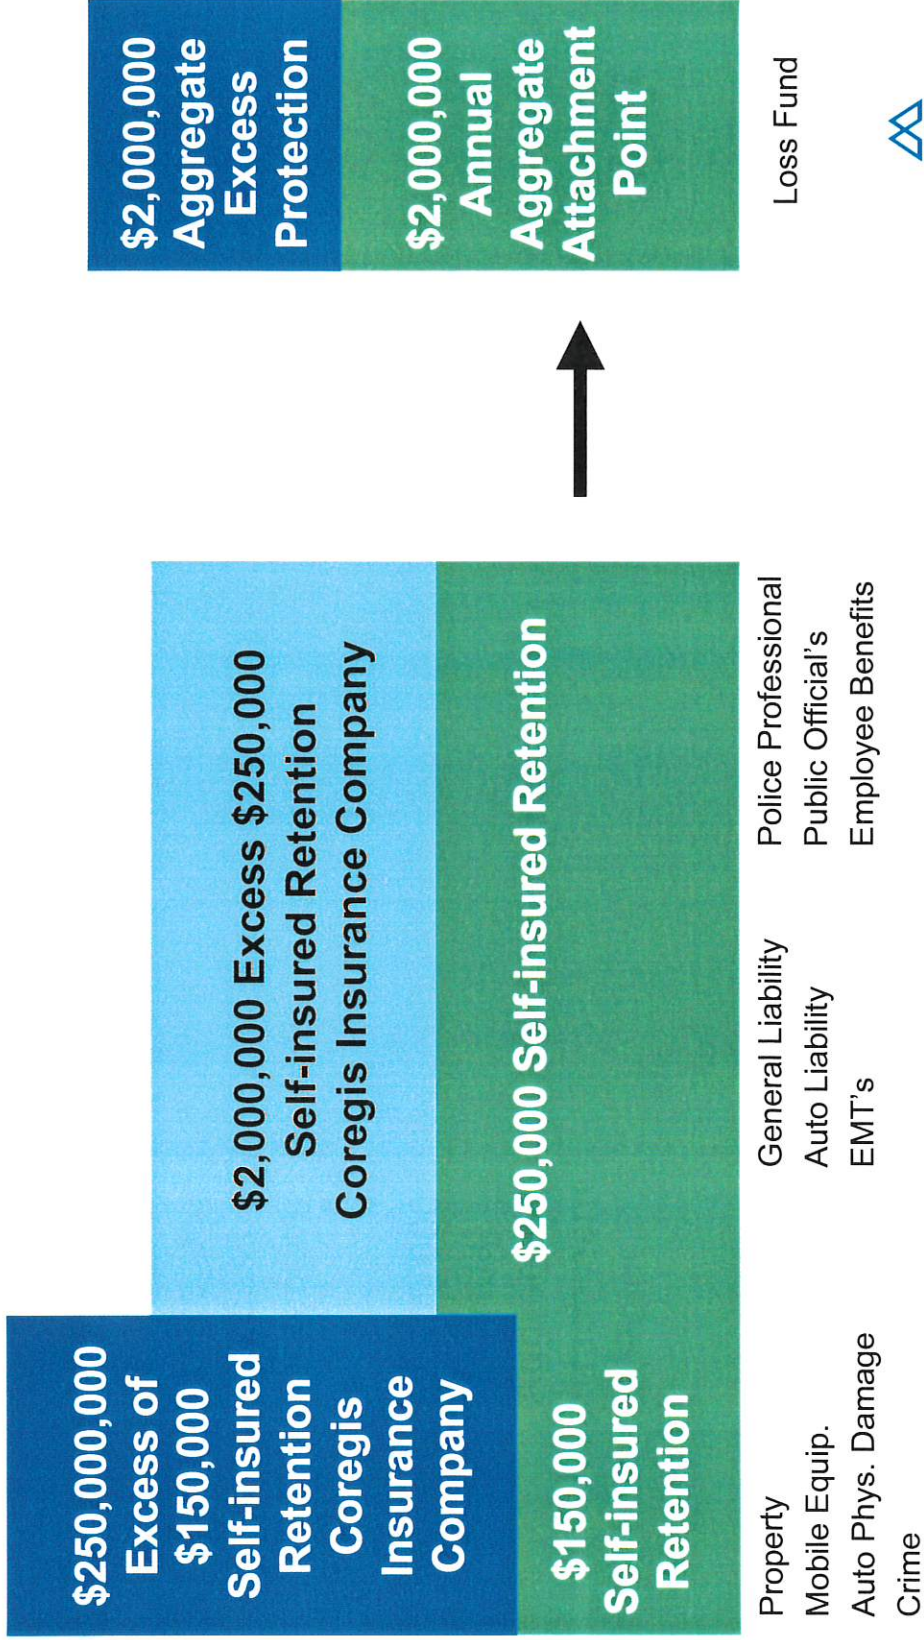 $250,000,000
Excess of
$150,000
Self-insured
Retention
Coregis
Insurance
Company
$150,000
Self-insured
Retention
$2,000,000 Excess $250,000
Self-insured Retention
Coregis Insurance Company
$250,000 Self-insured Retention
$2,000,000
Aggregate
Excess
Protection
$2,000,000
Annual
Aggregate
Attachment
Point
Property
Mobile Equip.
Auto Phys. Damage
Crime
General Liability
Auto Liability
EMT's
Police Professional
Public Official's
Employee Benefits
Loss Fund